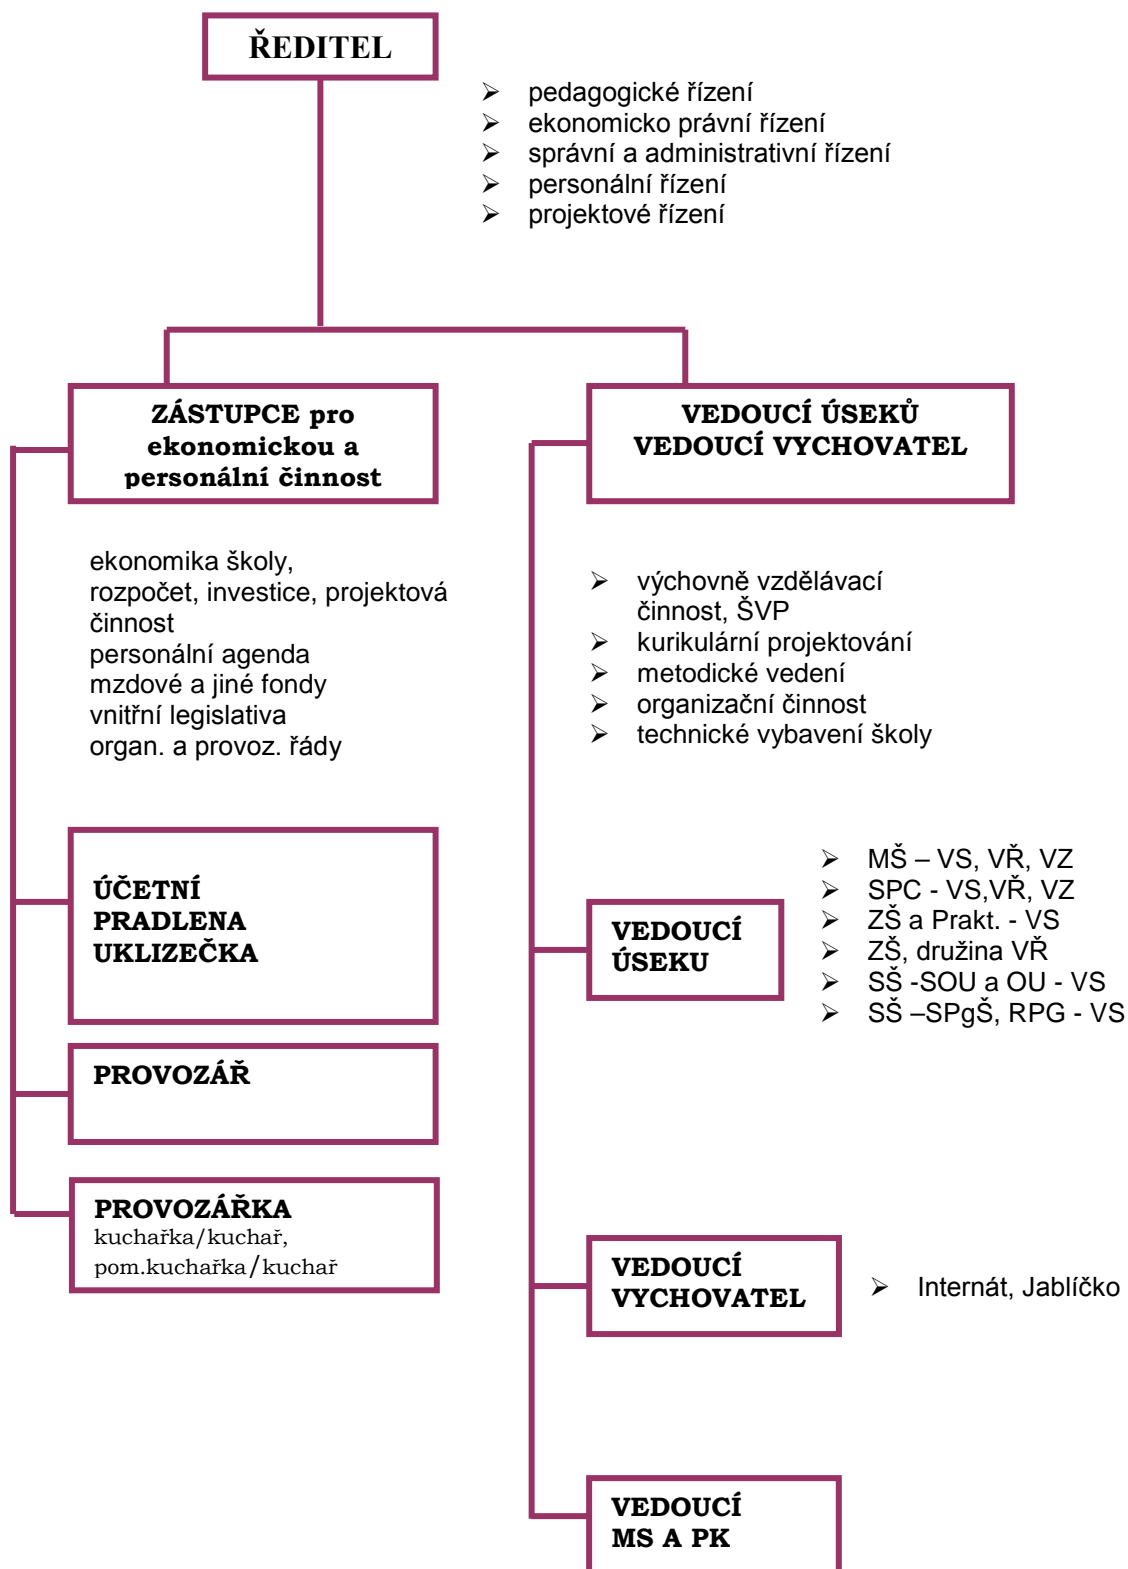 ŘEDITEL
➢ pedagogické řízení
➢ ekonomicko právní řízení
➢ správní a administrativní řízení
➢ personální řízení
➢ projektové řízení
ZÁSTUPCE pro
ekonomickou a
personální činnost
VEDOUCÍ ÚSEKŮ
VEDOUCÍ VYCHOVATEL
ekonomika školy,
rozpočet, investice, projektová
činnost
personální agenda
mzdové a jiné fondy
vnitřní legislativa
organ. a provoz. řády
➢ výchovně vzdělávací
činnost, ŠVP
➢ kurikulární projektování
➢ metodické vedení
➢ organizační činnost
➢ technické vybavení školy
ÚČETNÍ
PRADLENA
UKLIZEČKA
VEDOUCÍ
ÚSEKU
➢ MŠ – VS, VŘ, VZ
➢ SPC - VS,VŘ, VZ
➢ ZŠ a Prakt. - VS
➢ ZŠ, družina VŘ
➢ SŠ -SOU a OU - VS
➢ SŠ –SPgŠ, RPG - VS
PROVOZÁŘ
PROVOZÁŘKA
kuchařka/kuchař,
pom.kuchařka/kuchař
VEDOUCÍ
VYCHOVATEL
➢ Internát, Jablíčko
VEDOUCÍ
MS A PK